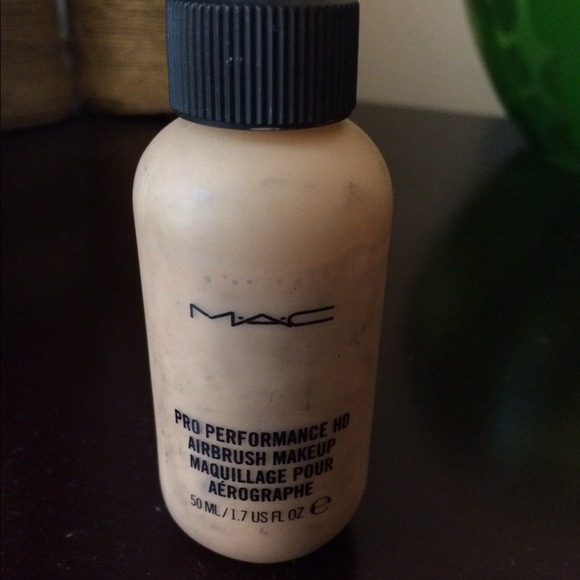 M·A·C
PRO PERFORMANCE HD
AIRBRUSH MAKEUP
MAQUILLAGE POUR
AÉROGRAPHE
50 ML / 1.7 US FL OZ ℮